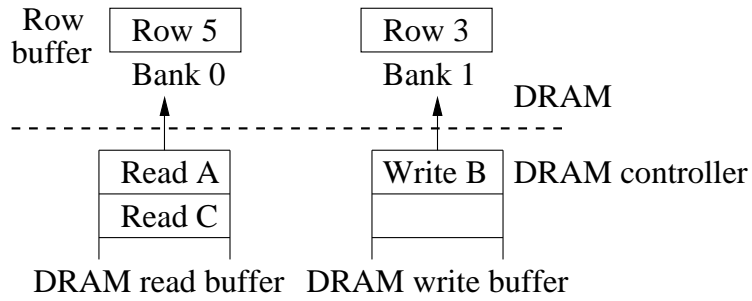 Row
buffer
Row 5
Row 3
Bank 0
Bank 1
DRAM
Read A
Write B
DRAM controller
Read C
DRAM read buffer
DRAM write buffer